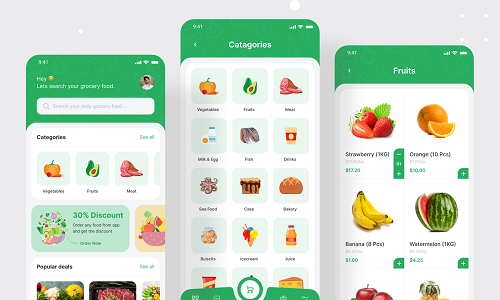 9:41
Hey
Lets search your grocery food.
Search your daily grocery food...
Categories
See all
Vegetables
Fruits
Meat
30% Discount
Order any food from app
and get the discount
Order Now
Popular deals
See all
9:41
Catagories
Vegetables
Fruits
Meat
Milk & Egg
Fish
Drinks
Sea Food
Cake
Bakery
Icecream
Juice
9:41
Fruits
Strawberry (1KG)
$17.20
01
Orange (10 Pcs)
$10.00
Banana (8 Pcs)
$1.60
Watermelon (1KG)
$4.25